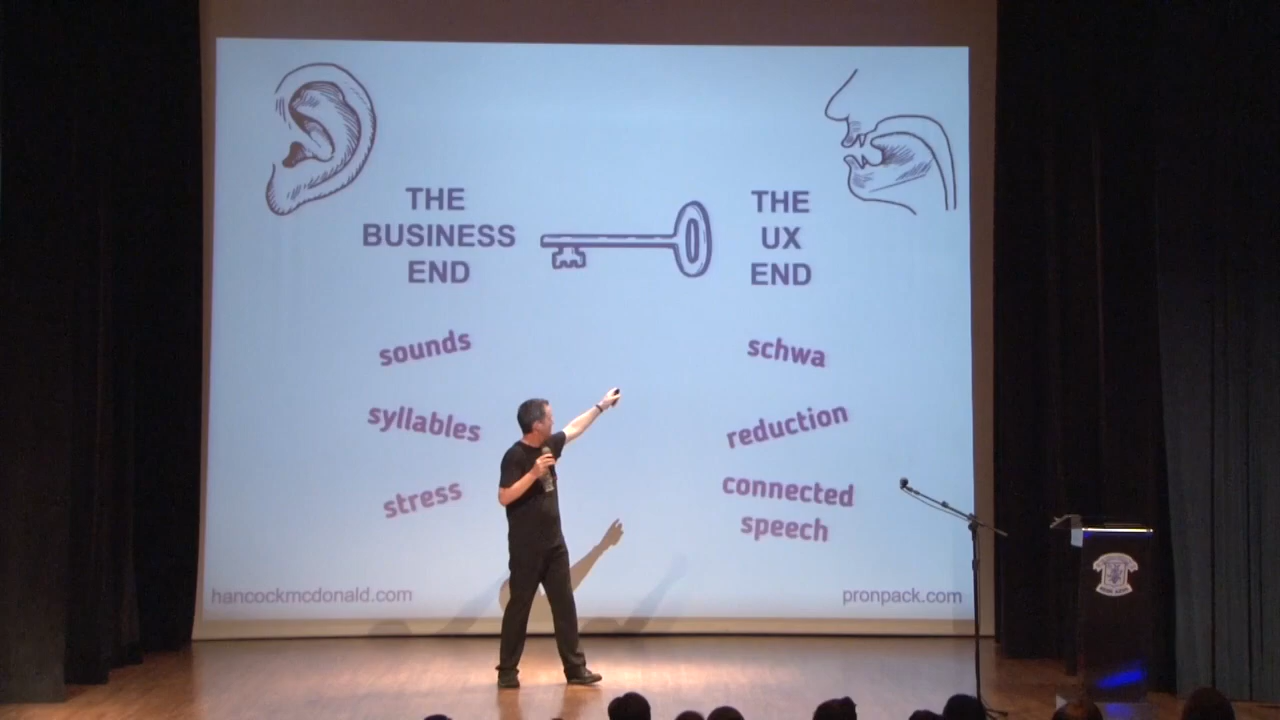 THE
BUSINESS
END
sounds
syllables
stress
THE
UX
END
schwa
reduction
connected
speech
hancockmcdonald.com
pronpack.com